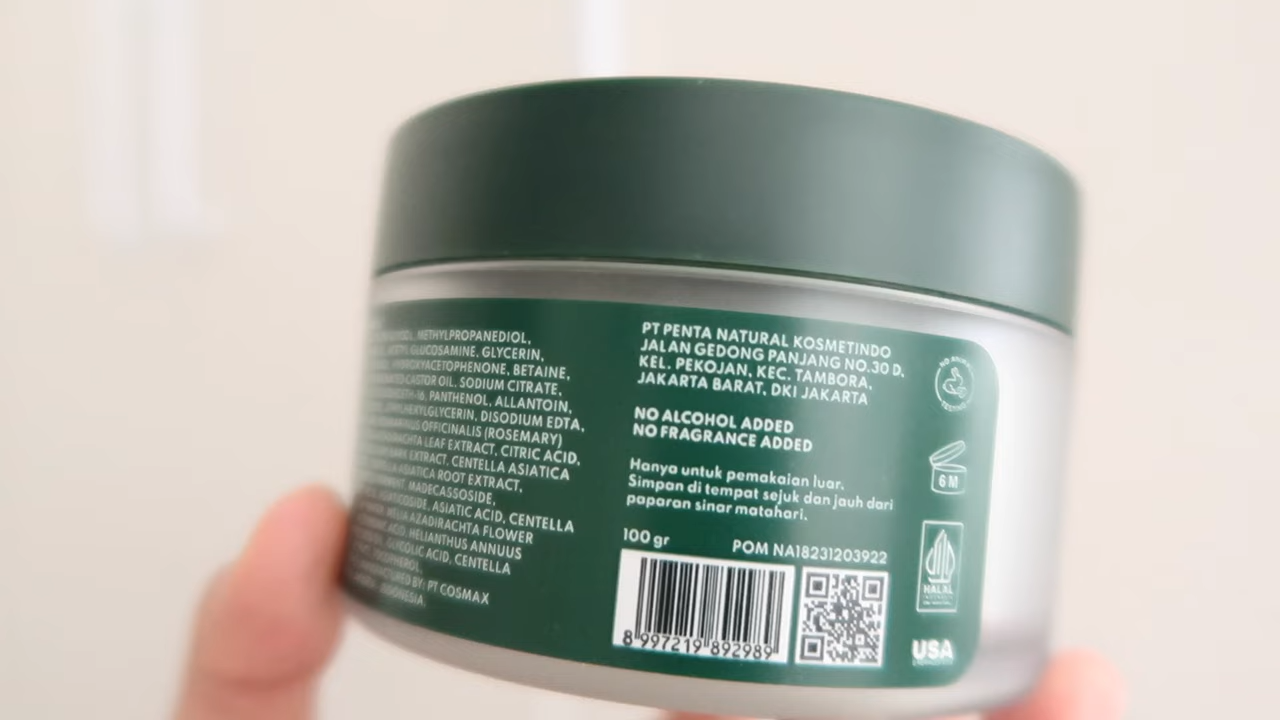 METHYLPROPANEDIOL,
GLUCOSAMINE, GLYCERIN,
HYDROXYACETOPHENONE, BETAINE,
CASTOR OIL, SODIUM CITRATE,
PANTHENOL, ALLANTOIN,
DISODIUM EDTA,
OFFICINALIS (ROSEMARY)
LEAF EXTRACT, CITRIC ACID,
EXTRACT, CENTELLA ASIATICA
ASIATICA ROOT EXTRACT,
MADECASSOSIDE,
ASIATIC ACID, CENTELLA
MELIA AZADIRACHTA FLOWER
HELIANTHUS ANNUUS
GLYCOLIC ACID, CENTELLA
BY: PT COSMAX
INDONESIA
PT PENTA NATURAL KOSMETINDO
JALAN GEDONG PANJANG NO.30 D,
KEL. PEKOJAN, KEC. TAMBORA,
JAKARTA BARAT, DKI JAKARTA
NO ALCOHOL ADDED
NO FRAGRANCE ADDED
Hanya untuk pemakaian luar.
Simpan di tempat sejuk dan jauh dari
paparan sinar matahari.
100 gr
POM NA18231203922
8 997219 892989
6 M
HALAL
USA